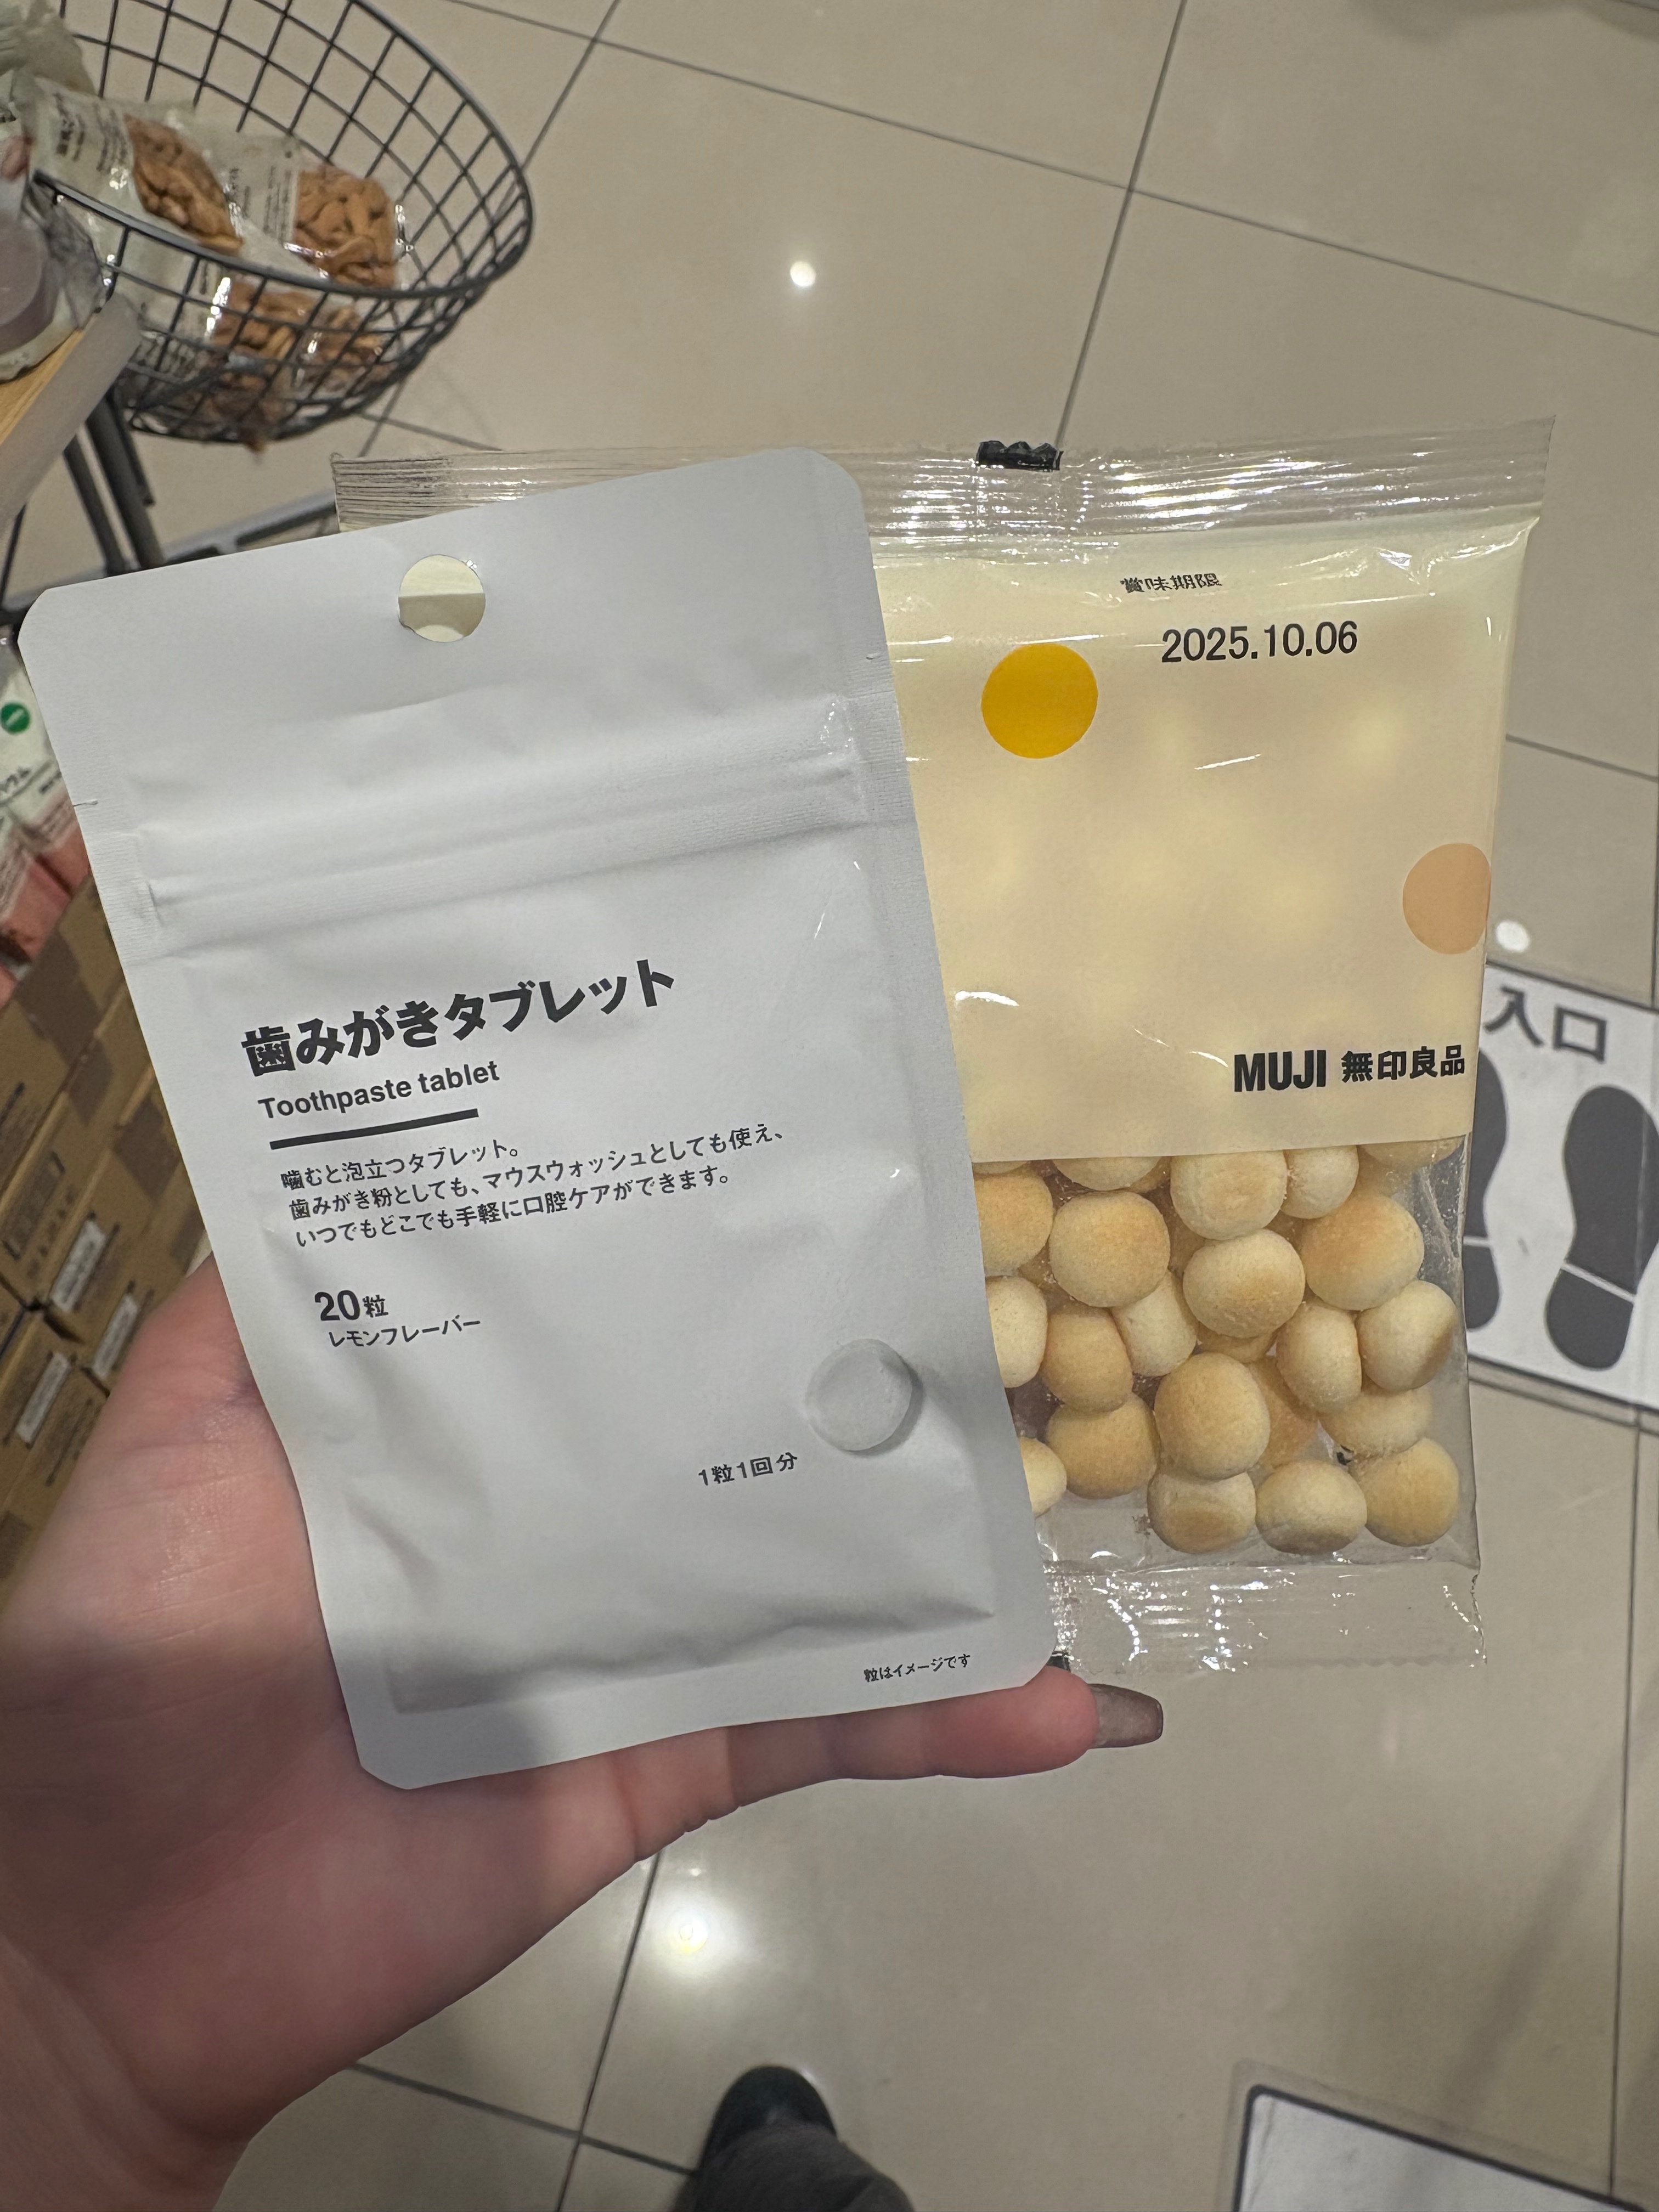 歯みがきタブレット
Toothpaste tablet
噛むと泡立つタブレット。
歯みがき粉としても、マウスウォッシュとしても使え、
いつでもどこでも手軽に口腔ケアができます。
20粒
レモンフレーバー
1粒1回分
粒はイメージです
賞味期限
2025.10.06
MUJI 無印良品
入口